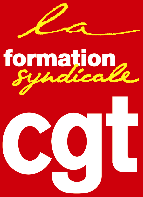 la
formation
syndicale
cgt